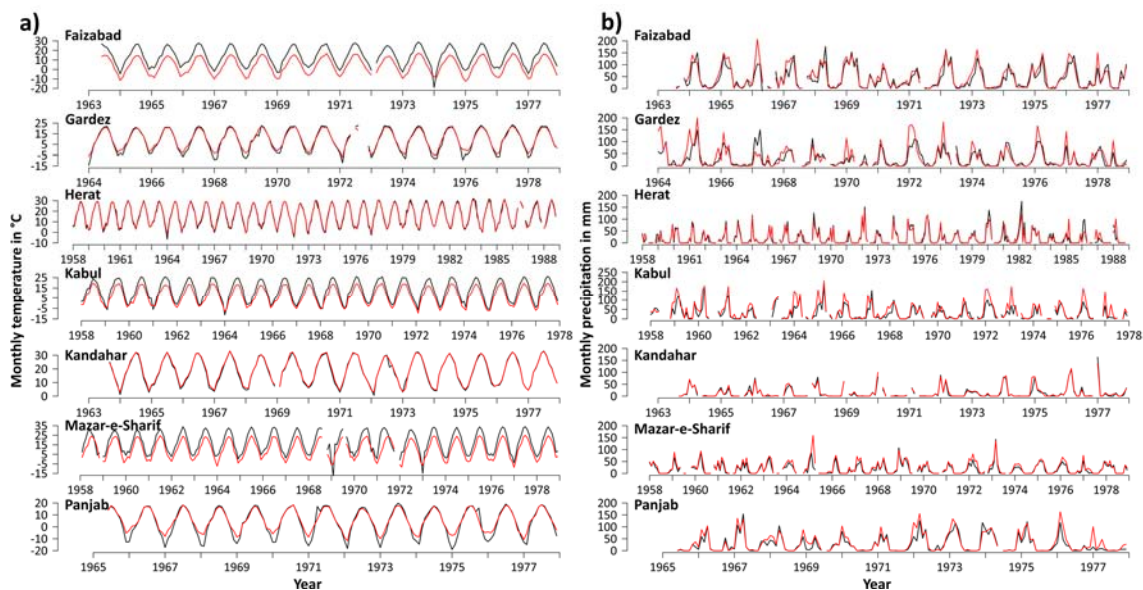 a)
Monthly temperature in °C
Faizabad
30
20
10
0
-10
-20
1963 1965 1967 1969 1971 1973 1975 1977
Gardez
25
15
5
-5
-15
1964 1966 1968 1970 1972 1974 1976 1978
Herat
30
20
10
0
-10
1958 1961 1964 1967 1970 1973 1976 1979 1982 1985 1988
Kabul
25
15
5
-5
-15
1958 1960 1962 1964 1966 1968 1970 1972 1974 1976 1978
Kandahar
30
20
10
0
1963 1965 1967 1969 1971 1973 1975 1977
Mazar-e-Sharif
35
25
15
5
-5
-15
1958 1960 1962 1964 1966 1968 1970 1972 1974 1976 1978
Panjab
20
10
0
-10
-20
1965 1967 1969 1971 1973 1975 1977
Year
b)
Monthly precipitation in mm
Faizabad
200
150
100
50
0
1963 1965 1967 1969 1971 1973 1975 1977
Gardez
200
150
100
50
0
1964 1966 1968 1970 1972 1974 1976 1978
Herat
200
150
100
50
0
1958 1961 1964 1967 1970 1973 1976 1979 1982 1985 1988
Kabul
200
150
100
50
0
1958 1960 1962 1964 1966 1968 1970 1972 1974 1976 1978
Kandahar
200
150
100
50
0
1963 1965 1967 1969 1971 1973 1975 1977
Mazar-e-Sharif
200
150
100
50
0
1958 1960 1962 1964 1966 1968 1970 1972 1974 1976 1978
Panjab
200
150
100
50
0
1965 1967 1969 1971 1973 1975 1977
Year